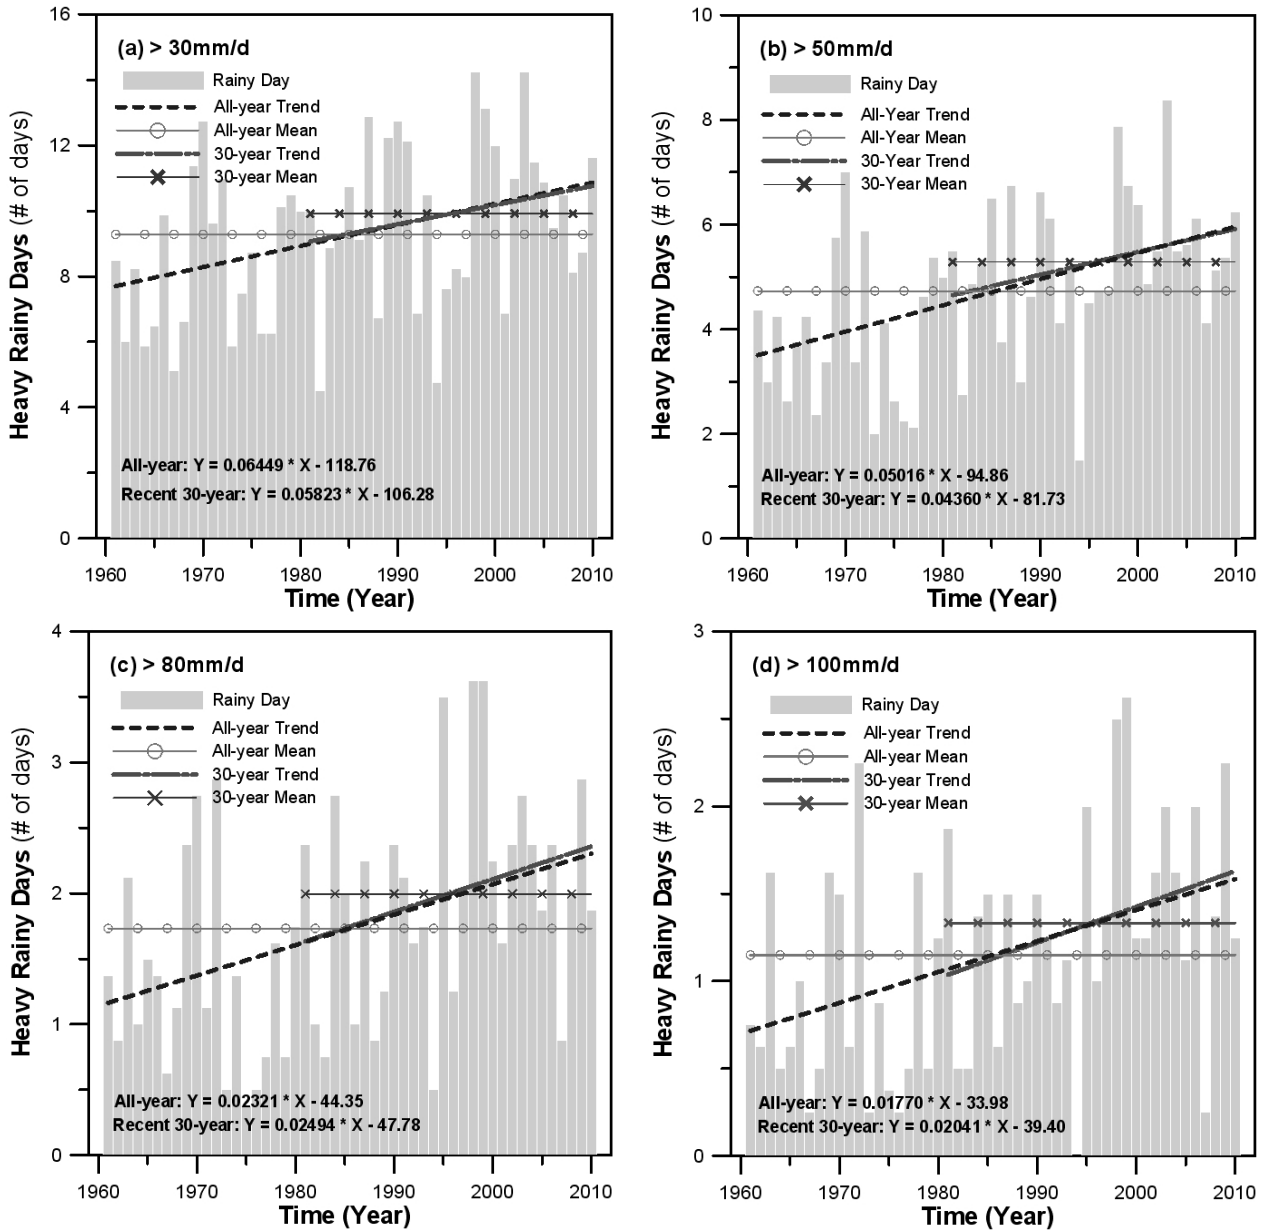 (a) > 30mm/d
Rainy Day
All-year Trend
All-year Mean
30-year Trend
30-year Mean
16
12
8
4
0
Heavy Rainy Days (# of days)
All-year: Y = 0.06449 * X - 118.76
Recent 30-year: Y = 0.05823 * X - 106.28
1960 1970 1980 1990 2000 2010
Time (Year)
(b) > 50mm/d
Rainy Day
All-Year Trend
All-Year Mean
30-Year Trend
30-Year Mean
10
8
6
4
2
0
Heavy Rainy Days (# of days)
All-year: Y = 0.05016 * X - 94.86
Recent 30-year: Y = 0.04360 * X - 81.73
1960 1970 1980 1990 2000 2010
Time (Year)
(c) > 80mm/d
Rainy Day
All-year Trend
All-year Mean
30-year Trend
30-year Mean
4
3
2
1
0
Heavy Rainy Days (# of days)
All-year: Y = 0.02321 * X - 44.35
Recent 30-year: Y = 0.02494 * X - 47.78
1960 1970 1980 1990 2000 2010
Time (Year)
(d) > 100mm/d
Rainy Day
All-year Trend
All-year Mean
30-year Trend
30-year Mean
3
2
1
0
Heavy Rainy Days (# of days)
All-year: Y = 0.01770 * X - 33.98
Recent 30-year: Y = 0.02041 * X - 39.40
1960 1970 1980 1990 2000 2010
Time (Year)